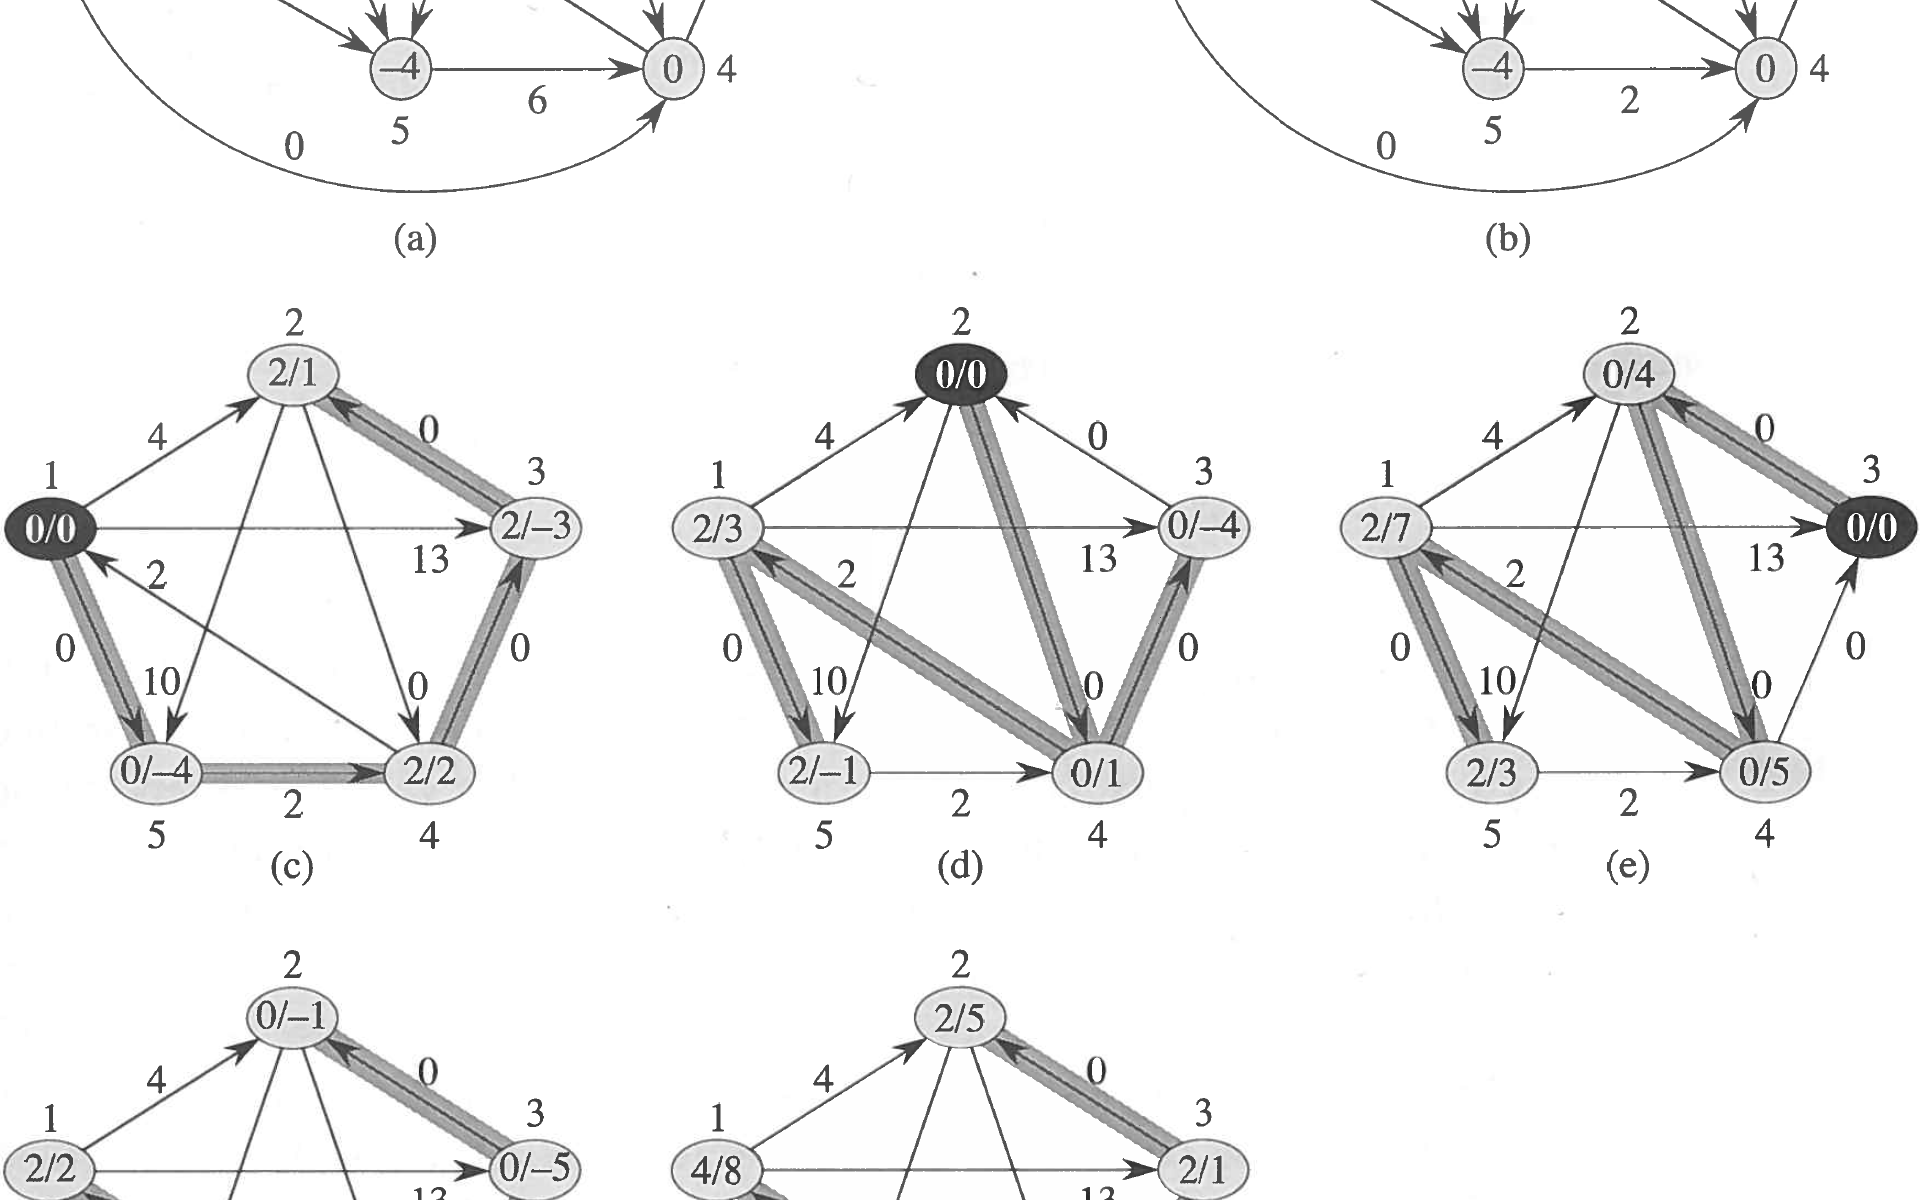 –4 0 4 –4 0 4
6 2
5 5
0 0
(a) (b)
2 2 2
2/1 0/0 0/4
4 0 4 0 4 0
1 3 1 3 1 3
0/0 2/–3 2/3 0/–4 2/7 0/0
13 13 13
2 2 2
0 0 0 0 0 0
10 0 10 0 10 0
0/–4 2/2 2/–1 0/1 2/3 0/5
2 2 2
5 4 5 4 5 4
(c) (d) (e)
2 2
0/–1 2/5
4 0 4 0
1 3 1 3
2/2 0/–5 4/8 2/1
13 13